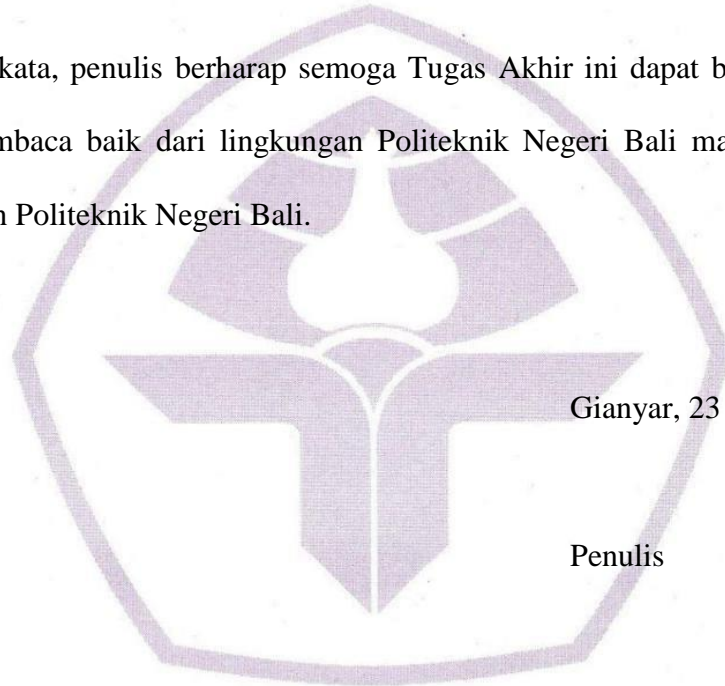 kata, penulis berharap semoga Tugas Akhir ini dapat b
mbaca baik dari lingkungan Politeknik Negeri Bali ma
n Politeknik Negeri Bali.
Gianyar, 23
Penulis